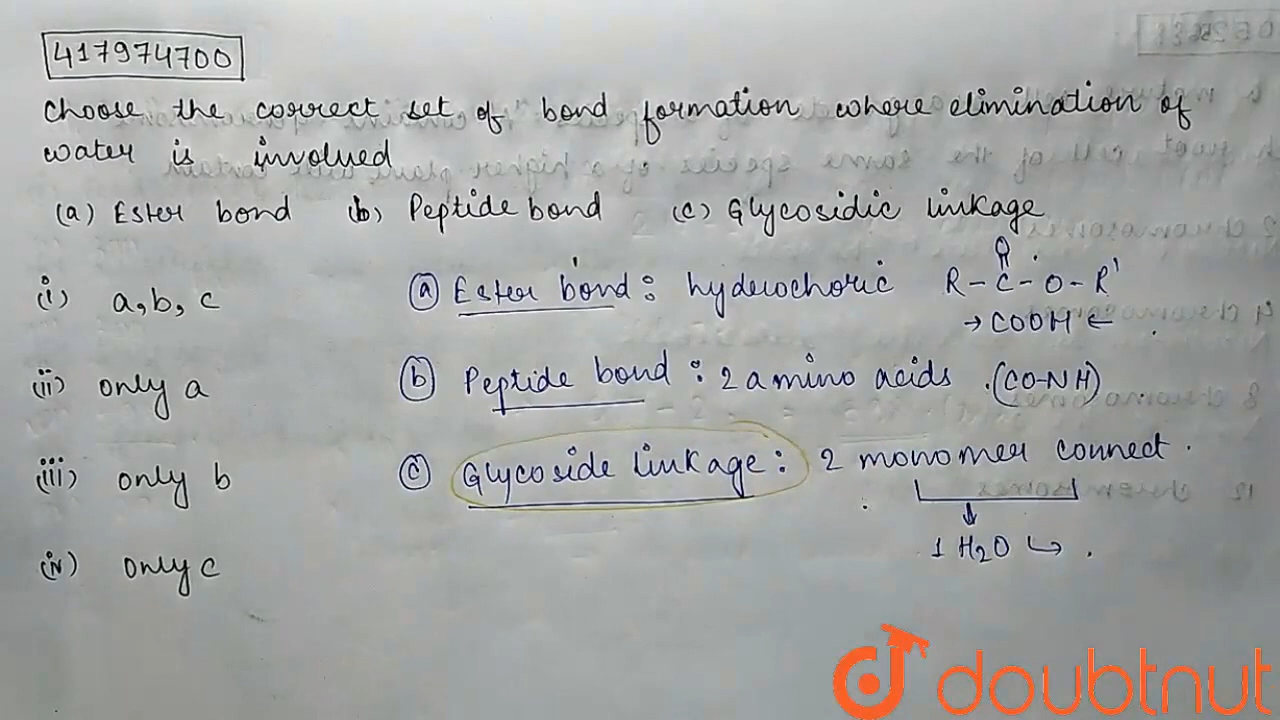 417974700
Choose the correct set of bond formation where elimination of
water is involved
(a) Ester bond (b) Peptide bond (c) Glycosidic linkage
(i) a, b, c
(ii) only a
(iii) only b
(iv) only c
(a) Ester bond: hyderochoric R-C-O-R'
O
→COOH←
(b) Peptide bond: 2 amino acids (CO-NH)
(c) Glycoside linkage: 2 monomer connect.
1 H2O
doubtnut